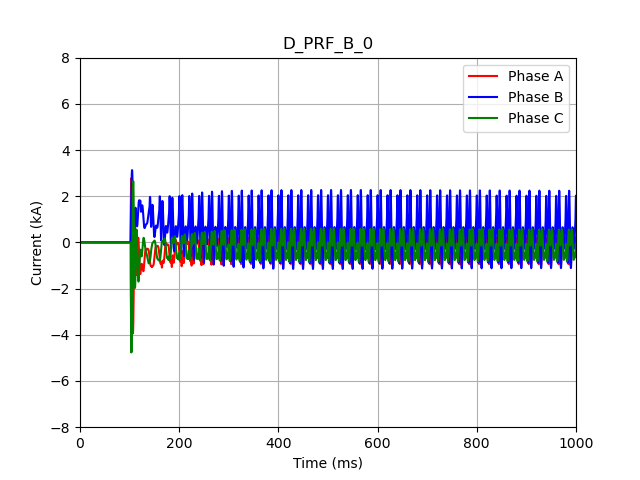 D_PRF_B_0
Phase A
Phase B
Phase C
Current (kA)
8
6
4
2
0
−2
−4
−6
−8
0 200 400 600 800 1000
Time (ms)